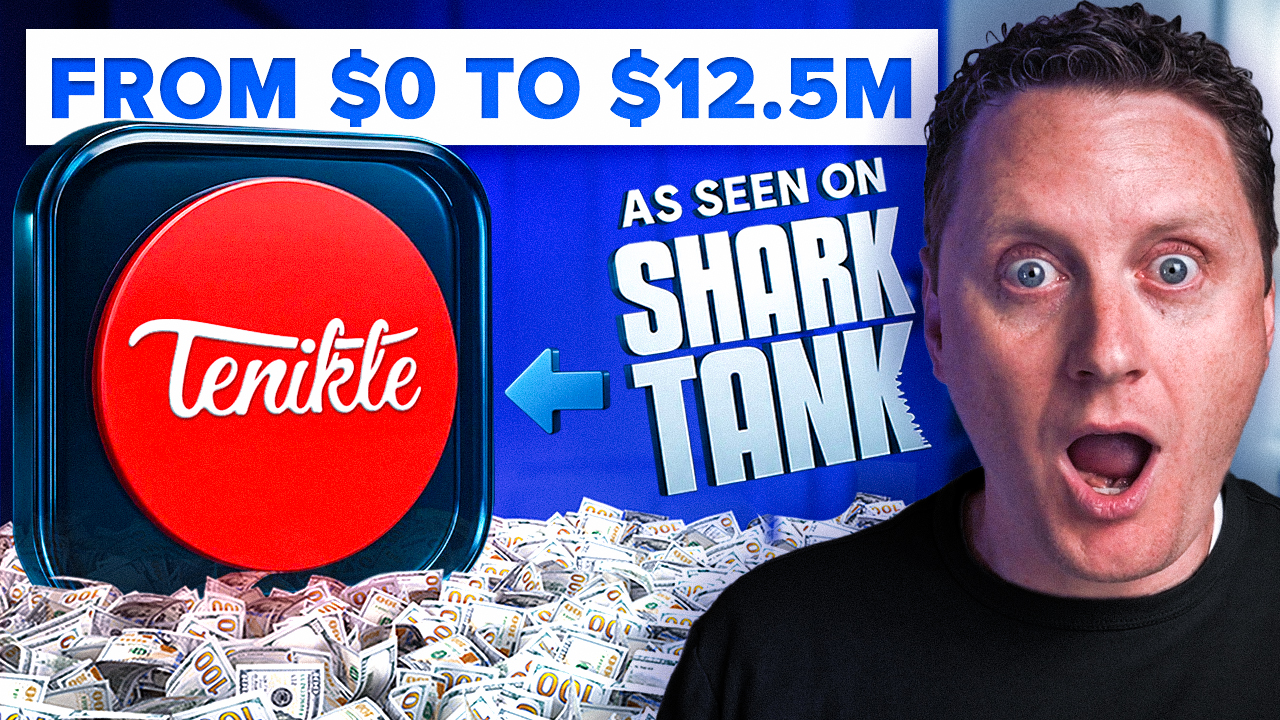 FROM $0 TO $12.5M
AS SEEN ON
SHARK
TANK
Tenikle